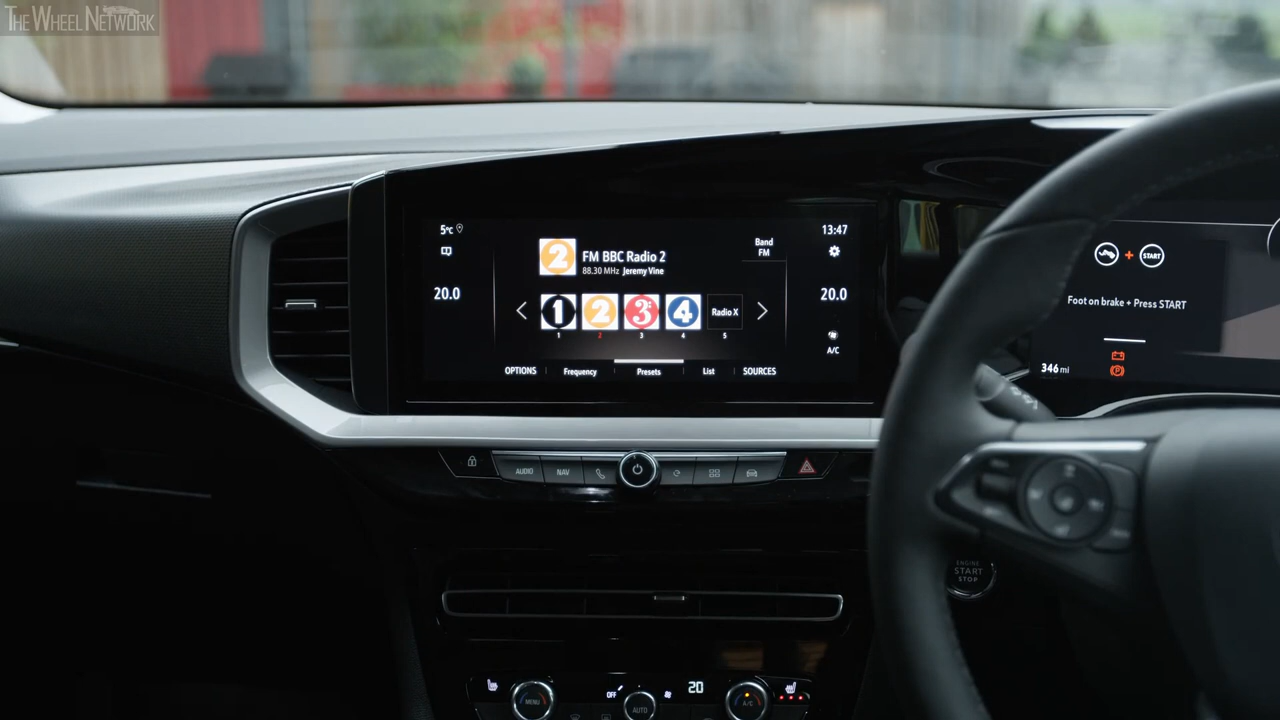 THE WHEEL NETWORK
5°C
13:47
2
FM BBC Radio 2
88.30 MHz Jeremy Vine
Band
FM
20.0
20.0
1 2 3 4 Radio X
1 2 3 4 5
A/C
OPTIONS Frequency Presets List SOURCES
START
Foot on brake + Press START
346 mi
P
AUDIO NAV
ENGINE
START
STOP
MENU OFF AUTO 20 A/C